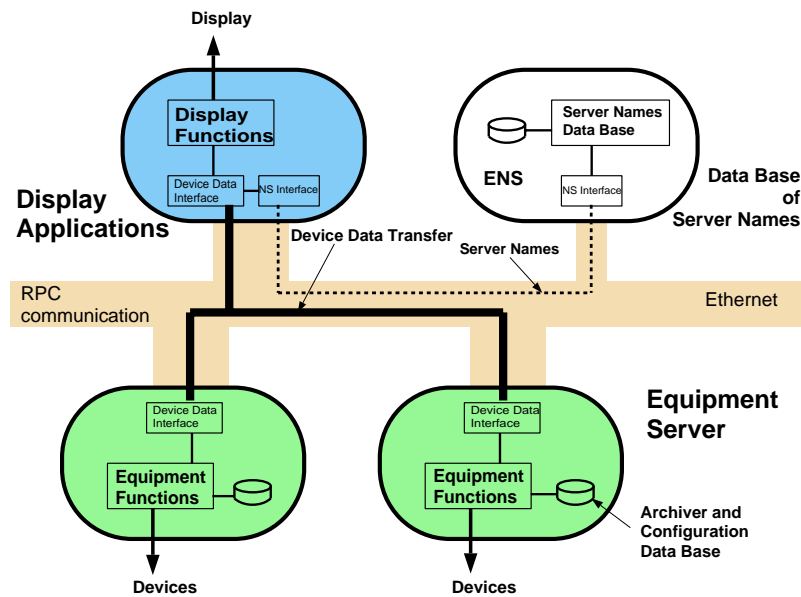 Display
Display
Functions
Device Data
Interface
NS Interface
Display
Applications
Server Names
Data Base
ENS
NS Interface
Data Base
of
Server Names
Device Data Transfer
Server Names
RPC
communication
Ethernet
Device Data
Interface
Equipment
Functions
Devices
Device Data
Interface
Equipment
Functions
Devices
Equipment
Server
Archiver and
Configuration
Data Base